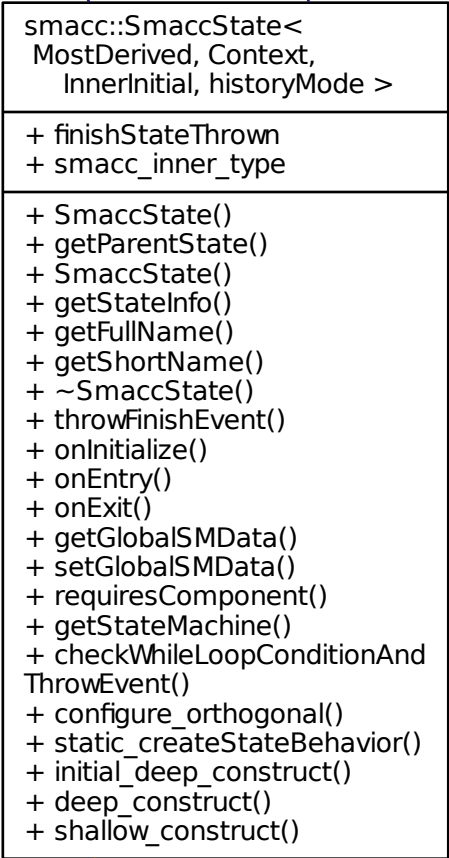 smacc::SmaccState<
MostDerived, Context,
InnerInitial, historyMode >
+ finishStateThrown
+ smacc_inner_type
+ SmaccState()
+ getParentState()
+ SmaccState()
+ getStateInfo()
+ getFullName()
+ getShortName()
+ ~SmaccState()
+ throwFinishEvent()
+ onInitialize()
+ onEntry()
+ onExit()
+ getGlobalSMData()
+ setGlobalSMData()
+ requiresComponent()
+ getStateMachine()
+ checkWhileLoopConditionAnd
ThrowEvent()
+ configure_orthogonal()
+ static_createStateBehavior()
+ initial_deep_construct()
+ deep_construct()
+ shallow_construct()